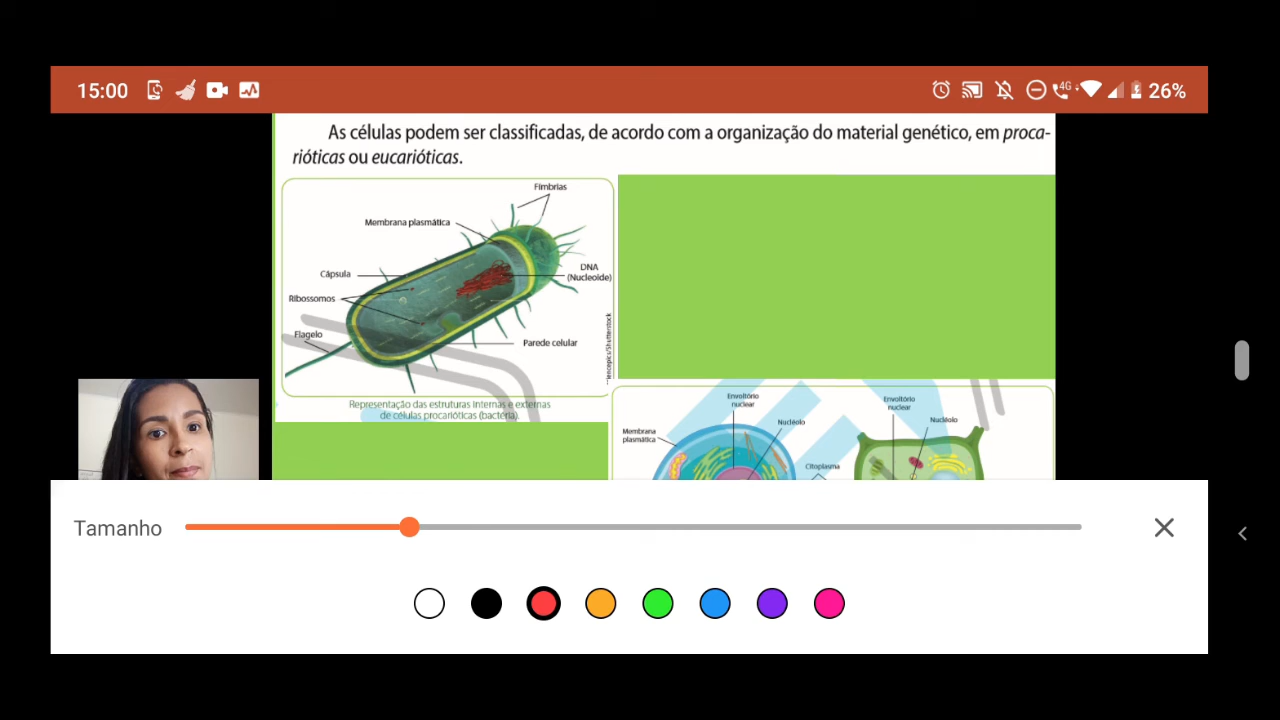 15:00
4G
26%
As células podem ser classificadas, de acordo com a organização do material genético, em proca-
rióticas ou eucarióticas.
Fímbrias
Membrana plasmática
Cápsula
DNA
(Nucleoide)
Ribossomos
Flagelo
Parede celular
Representação das estruturas internas e externas
de células procarióticas (bactéria).
Envoltório
nuclear
Nucléolo
Membrana
plasmática
Citoplasma
Envoltório
nuclear
Nucléolo
Tamanho